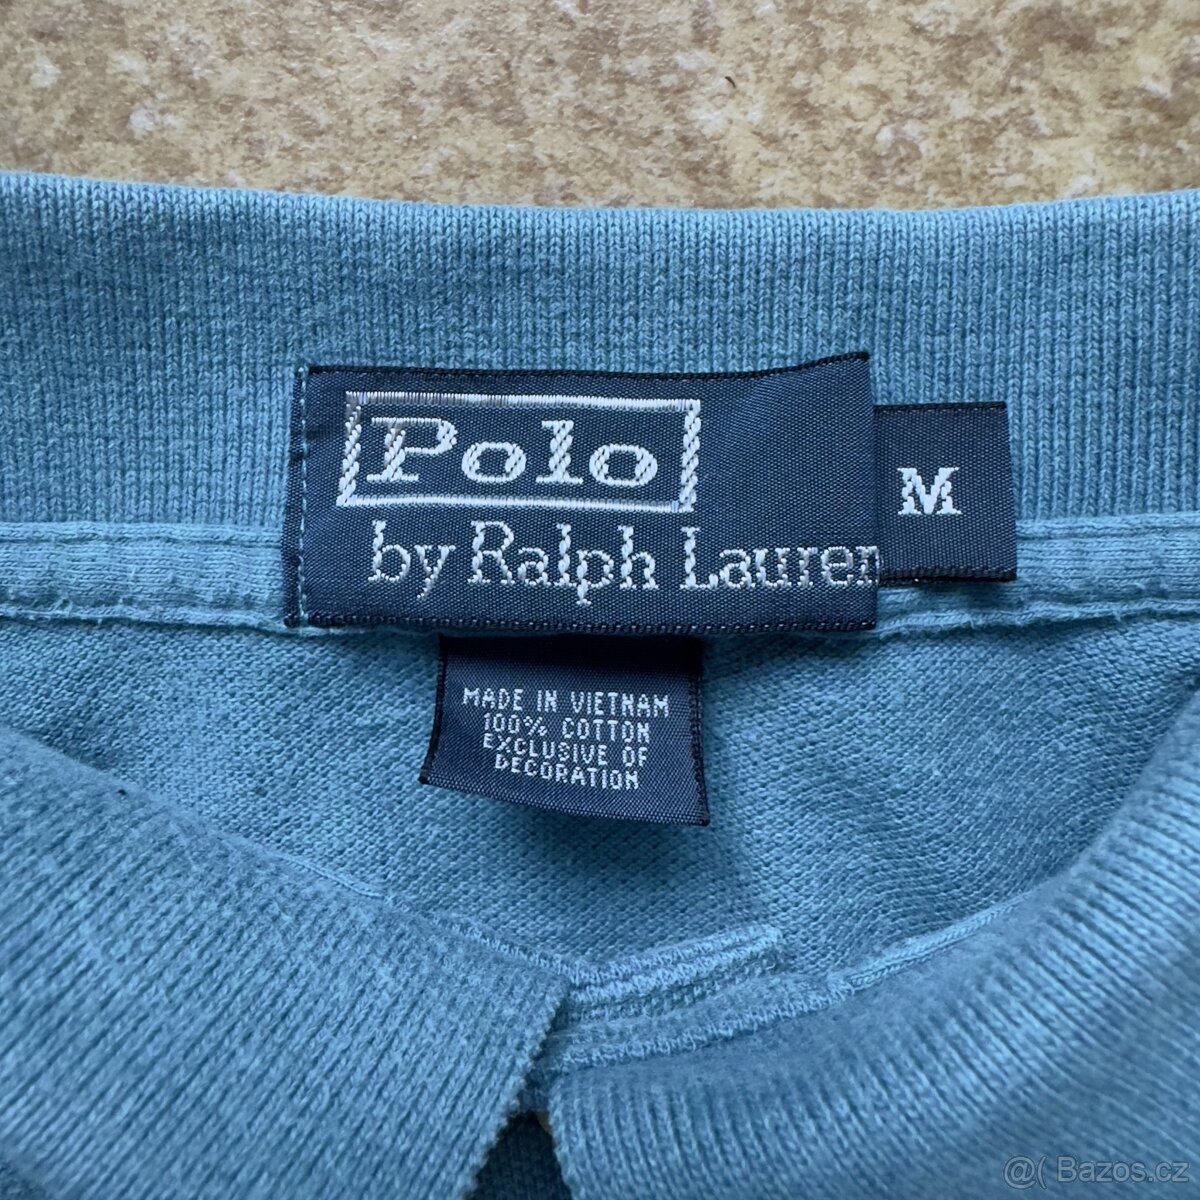 Polo
by Ralph Lauren
M
MADE IN VIETNAM
100% COTTON
EXCLUSIVE OF
DECORATION
@( Bazos.cz